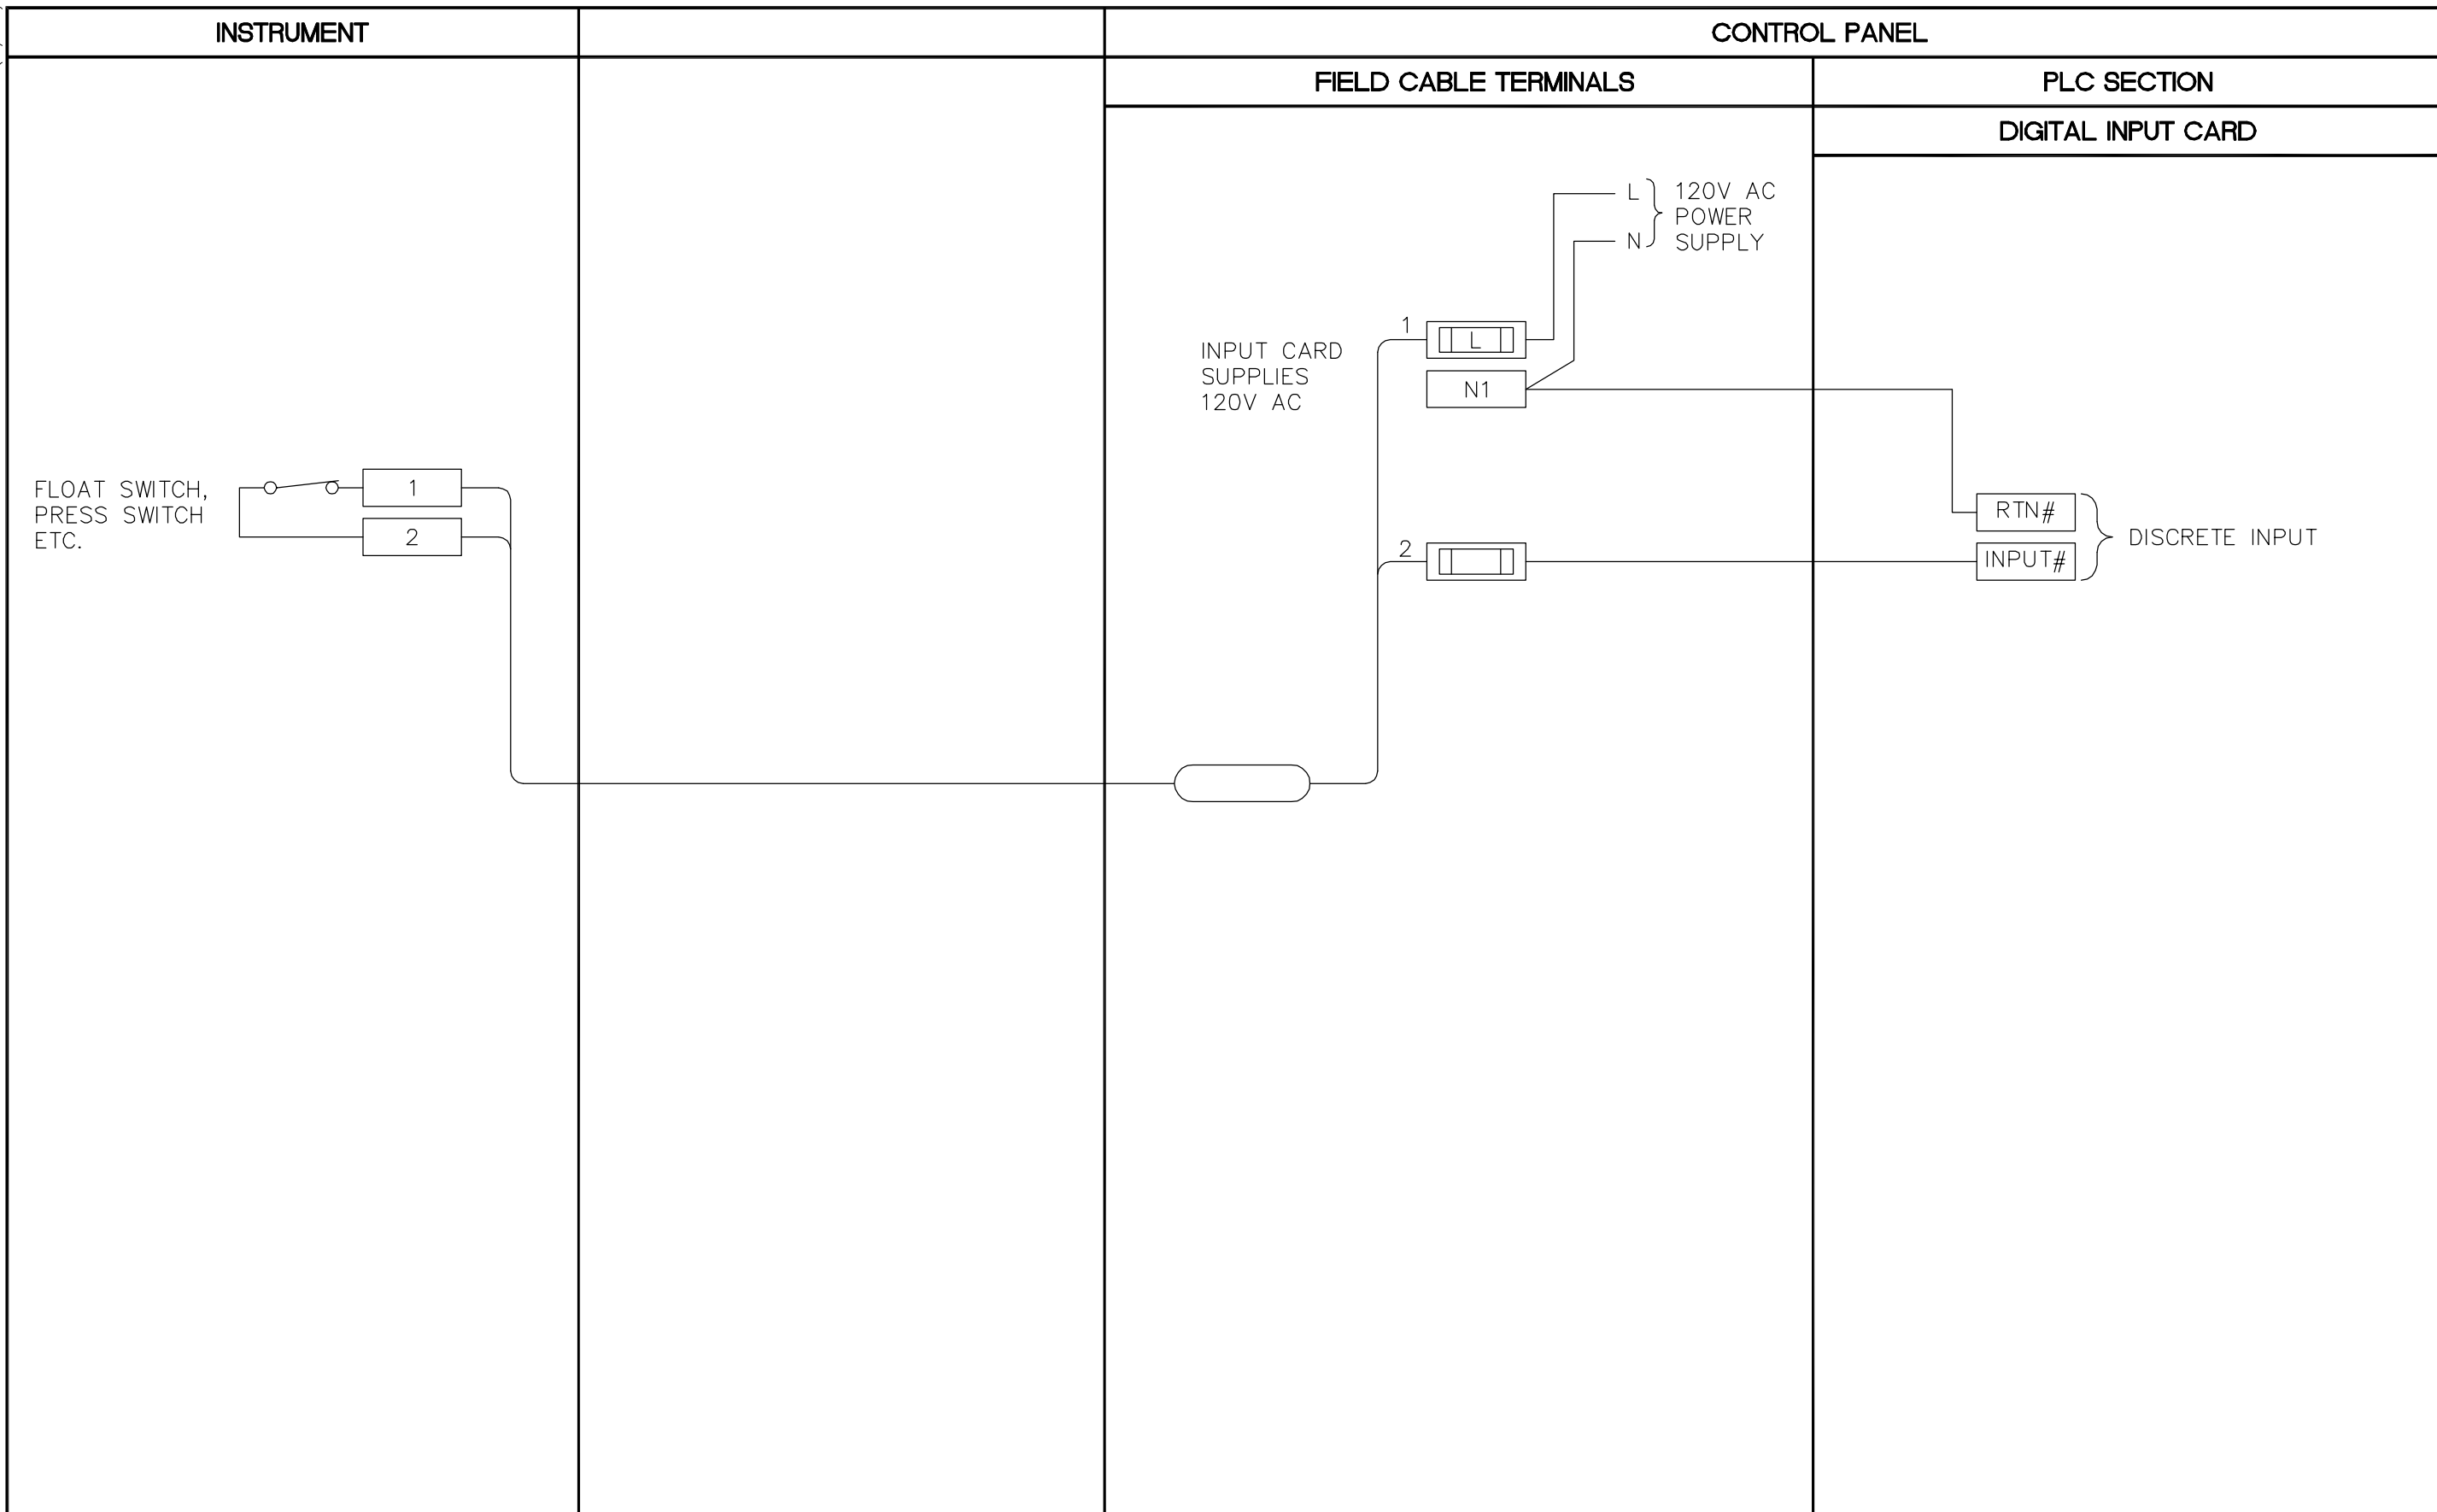 INSTRUMENT
CONTROL PANEL
FIELD CABLE TERMINALS
PLC SECTION
DIGITAL INPUT CARD
L
120V AC
POWER
N
SUPPLY
1
L
INPUT CARD
SUPPLIES
120V AC
N1
FLOAT SWITCH,
PRESS SWITCH
ETC.
1
2
2
RTN#
INPUT#
DISCRETE INPUT